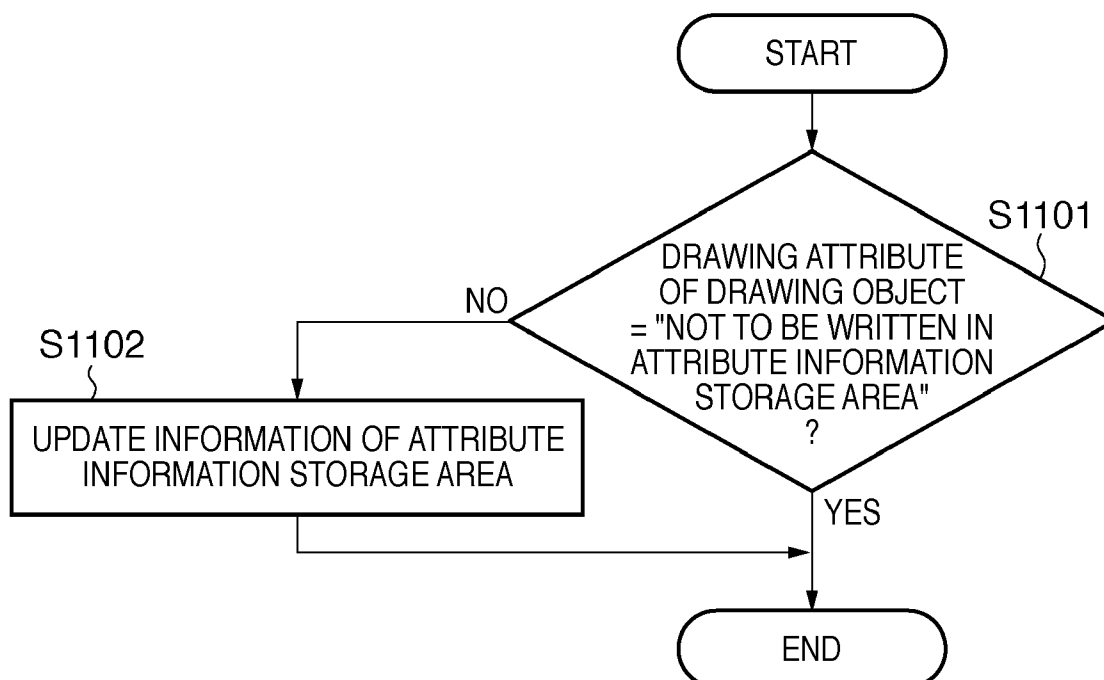 START
S1101
DRAWING ATTRIBUTE
OF DRAWING OBJECT
= "NOT TO BE WRITTEN IN
ATTRIBUTE INFORMATION
STORAGE AREA"
?
NO
S1102
UPDATE INFORMATION OF ATTRIBUTE
INFORMATION STORAGE AREA
YES
END